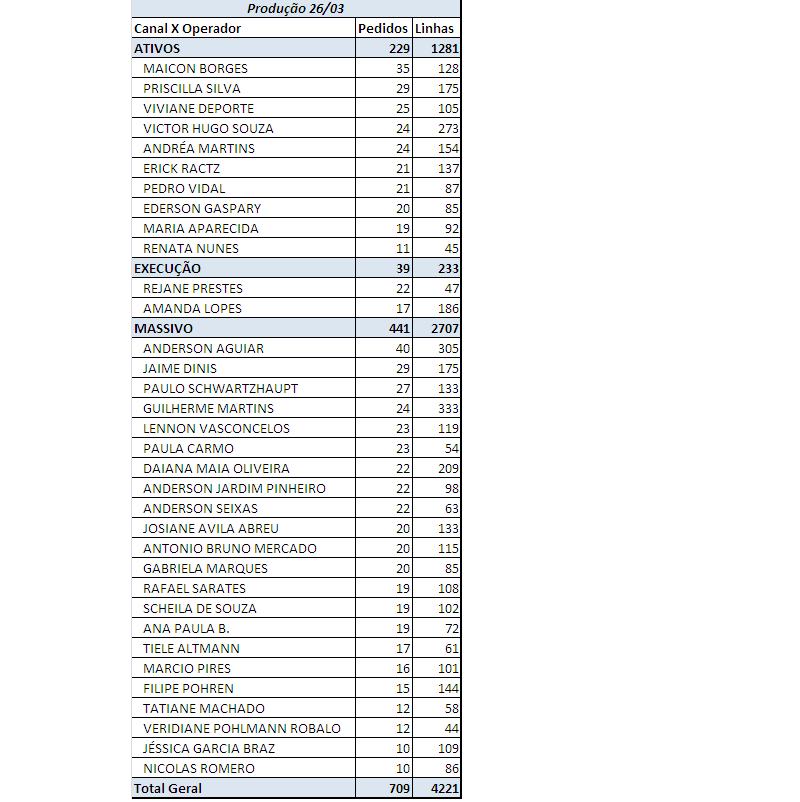 Produção 26/03
Canal X Operador Pedidos Linhas
ATIVOS 229 1281
MAICON BORGES 35 128
PRISCILLA SILVA 29 175
VIVIANE DEPORTE 25 105
VICTOR HUGO SOUZA 24 273
ANDRÉA MARTINS 24 154
ERICK RACTZ 21 137
PEDRO VIDAL 21 87
EDERSON GASPARY 20 85
MARIA APARECIDA 19 92
RENATA NUNES 11 45
EXECUÇÃO 39 233
REJANE PRESTES 22 47
AMANDA LOPES 17 186
MASSIVO 441 2707
ANDERSON AGUIAR 40 305
JAIME DINIS 29 175
PAULO SCHWARTZHAUPT 27 133
GUILHERME MARTINS 24 333
LENNON VASCONCELOS 23 119
PAULA CARMO 23 54
DAIANA MAIA OLIVEIRA 22 209
ANDERSON JARDIM PINHEIRO 22 98
ANDERSON SEIXAS 22 63
JOSIANE AVILA ABREU 20 133
ANTONIO BRUNO MERCADO 20 115
GABRIELA MARQUES 20 85
RAFAEL SARATES 19 108
SCHEILA DE SOUZA 19 102
ANA PAULA B. 19 72
TIELE ALTMANN 17 61
MARCIO PIRES 16 101
FILIPE POHREN 15 144
TATIANE MACHADO 12 58
VERIDIANE POHLMANN ROBALO 12 44
JÉSSICA GARCIA BRAZ 10 109
NICOLAS ROMERO 10 86
Total Geral 709 4221